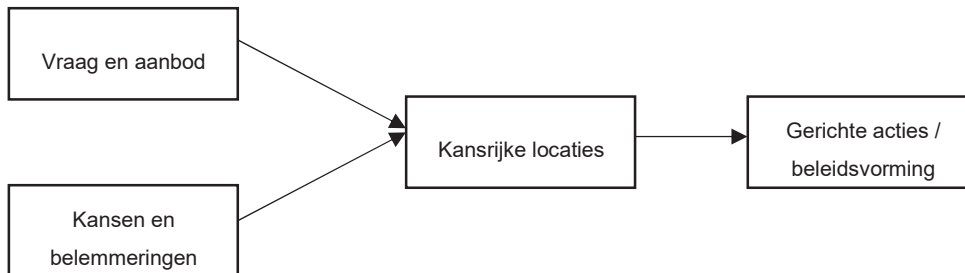 Vraag en aanbod
Kansen en
belemmeringen
Kansrijke locaties
Gerichte acties /
beleidsvorming